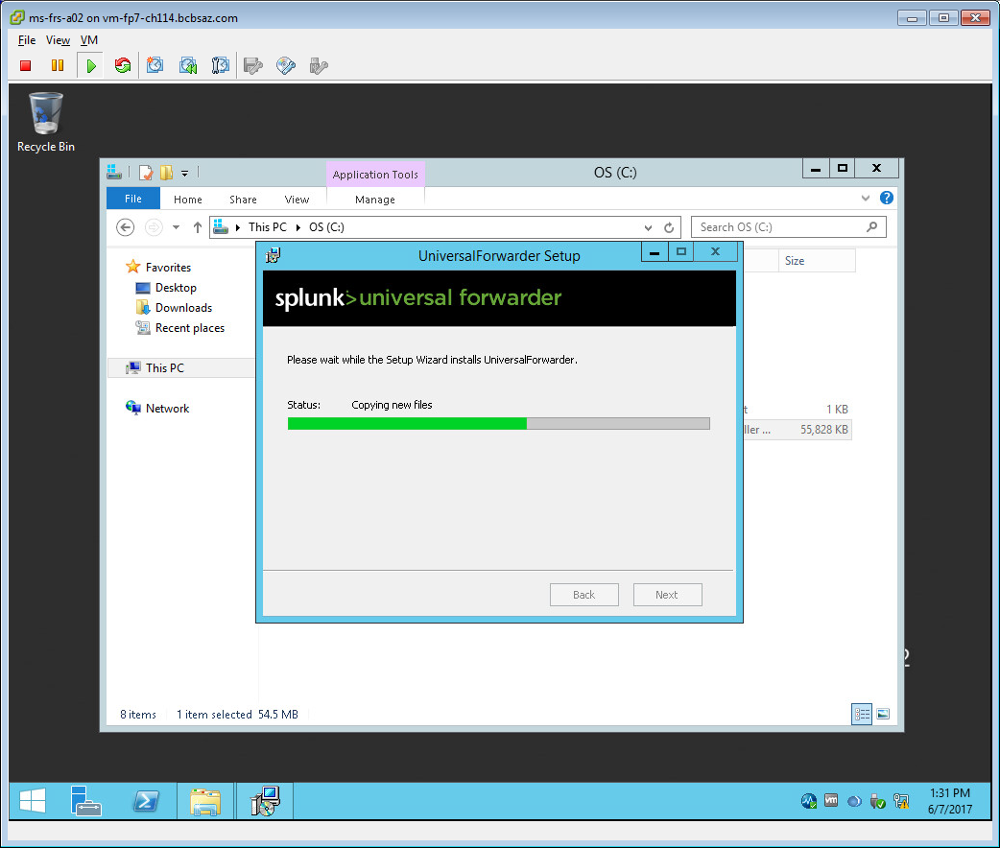 ms-frs-a02 on vm-fp7-ch114.bcbsaz.com
File View VM
Recycle Bin
Application Tools
OS (C:)
File Home Share View Manage
This PC OS (C:)
Search OS (C:)
UniversalForwarder Setup
Favorites
Size
Desktop
splunk>universal forwarder
Downloads
Recent places
Please wait while the Setup Wizard installs UniversalForwarder.
This PC
Status: Copying new files
Network
t 1 KB
ller ... 55,828 KB
Back Next
2
8 items 1 item selected 54.5 MB
vm
1:31 PM
6/7/2017